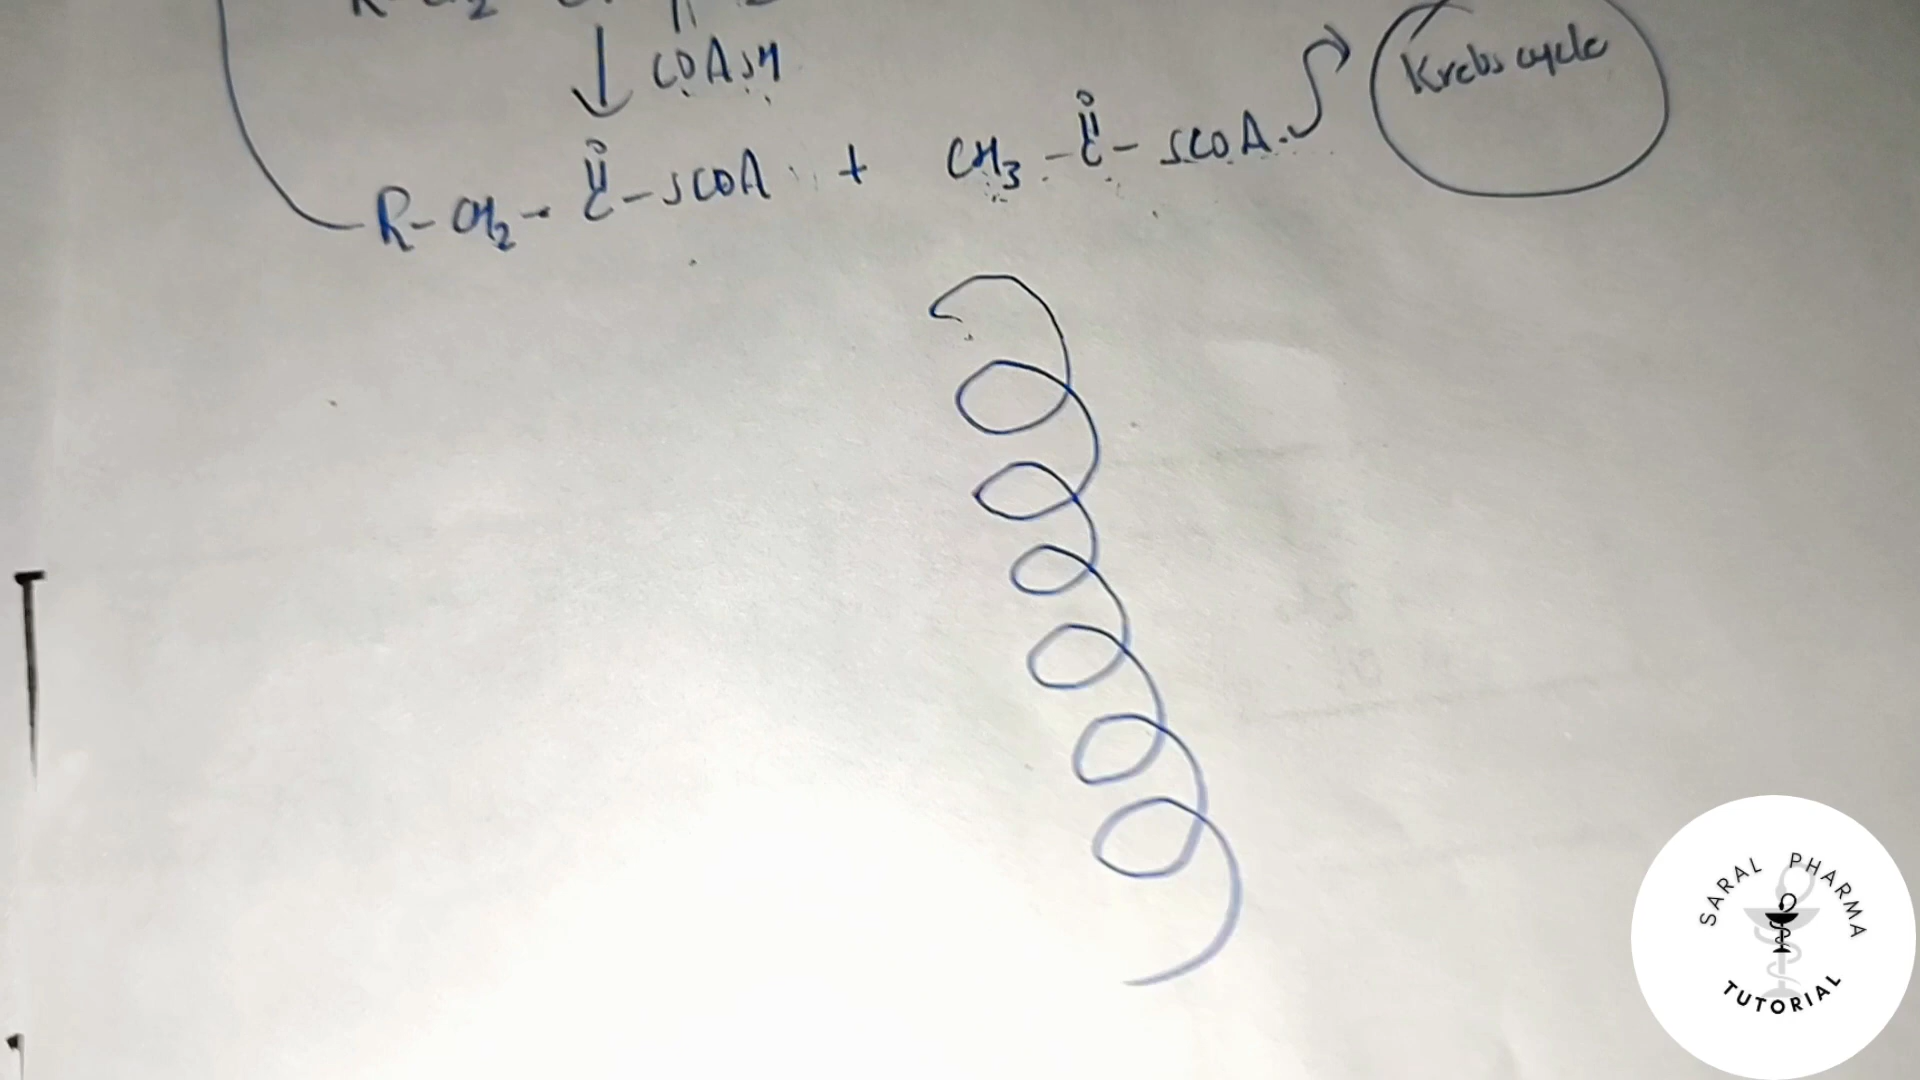 ↓ COASH
R-CH2-C(=O)-SCOA + CH3-C(=O)-SCOA
Krebs cycle
SARAL PHARMA
TUTORIAL